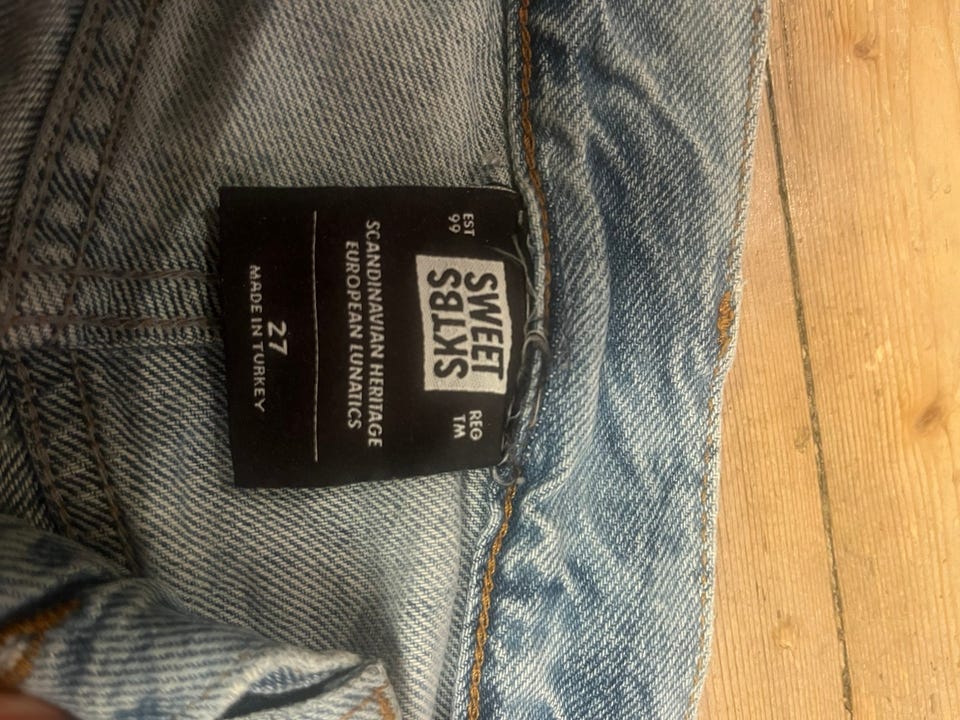 EST
99
SWEET
SKTBS
REG
TM
SCANDINAVIAN HERITAGE
EUROPEAN LUNATICS
27
MADE IN TURKEY